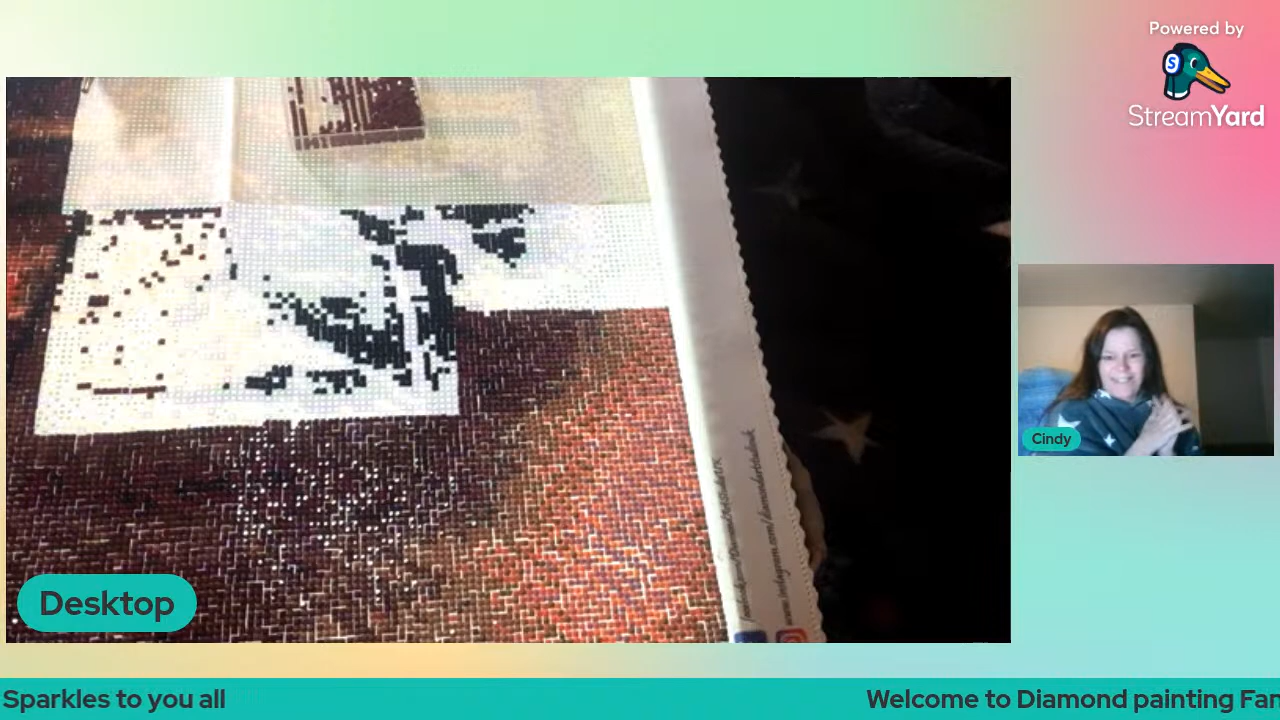 Powered by
StreamYard
Cindy
Desktop
Sparkles to you all
Welcome to Diamond painting Fan